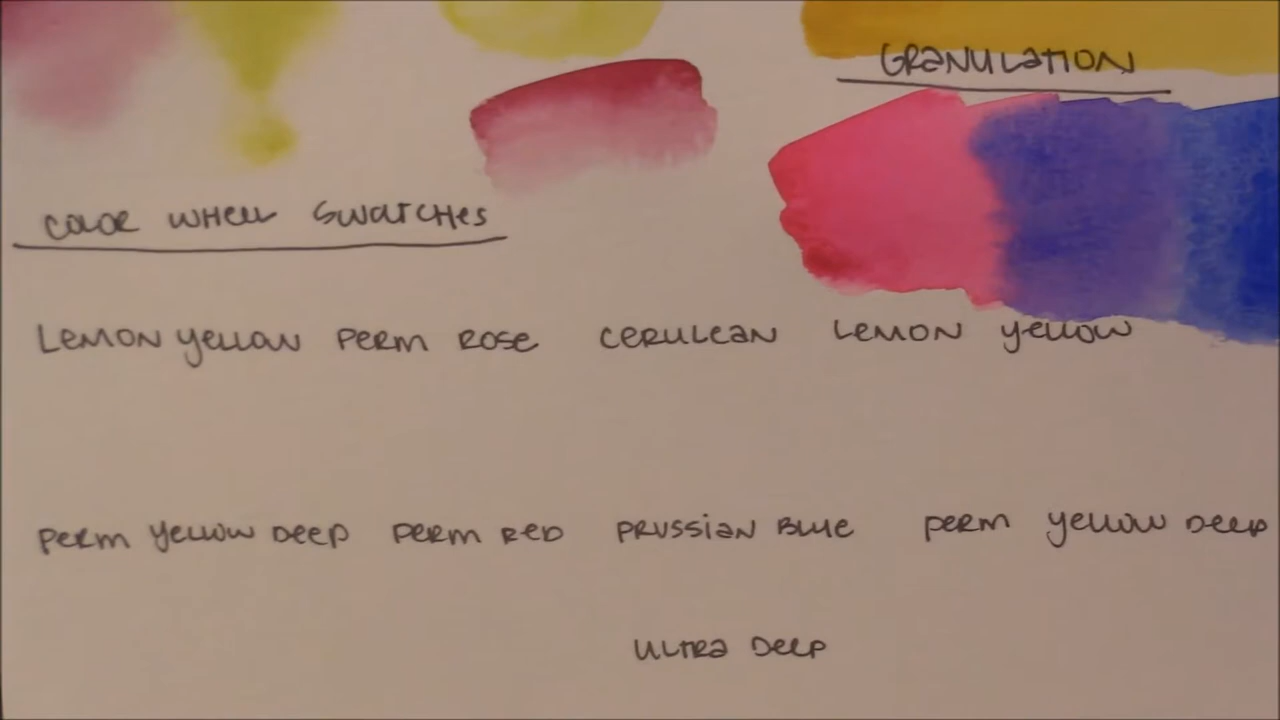 GRANULATION
COLOR WHEEL SWATCHES
LEMON YELLOW PERM ROSE CERULEAN LEMON YELLOW
PERM YELLOW DEEP PERM RED PRUSSIAN BLUE PERM YELLOW DEEP
ULTRA DEEP